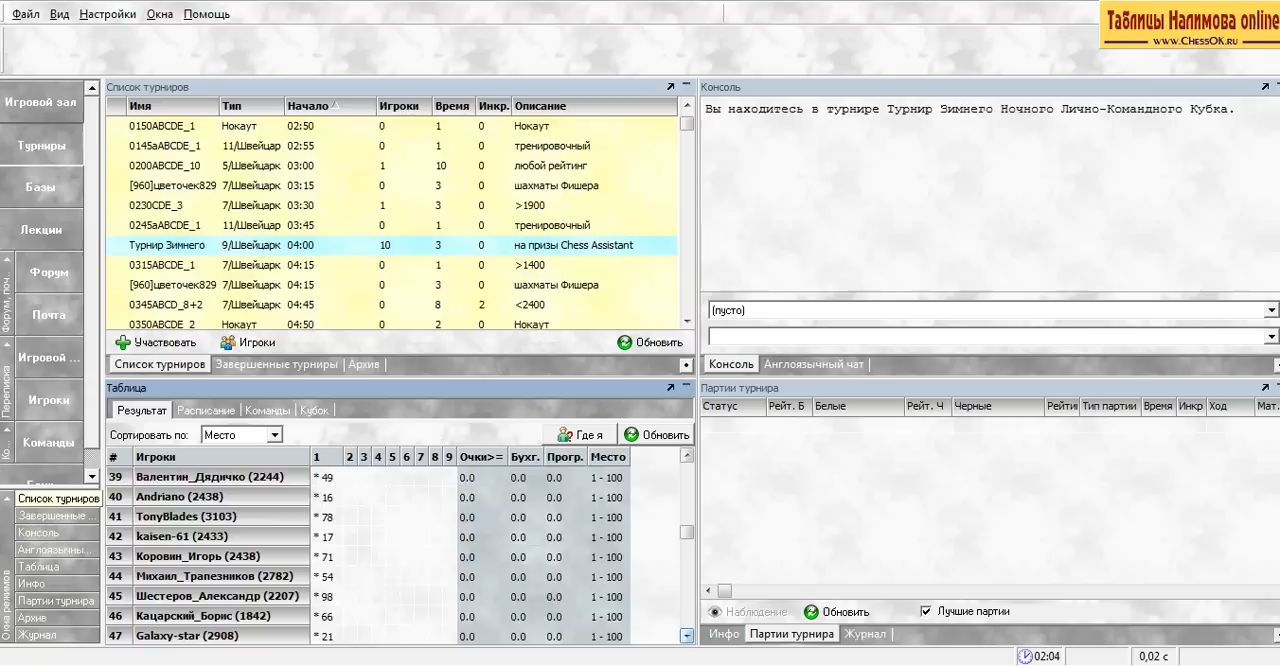 Файл Вид Настройки Окна Помощь
Таблицы Налимова online
www.ChessOK.ru
Игровой зал
Турниры
Базы
Лекции
Форум, поч..
Форум
Почта
Переписка
Игровой ...
Игроки
Ко...
Команды
Окна режимов
Список турниров
Завершенные ...
Консоль
Англоязычны...
Таблица
Инфо
Партии турнира
Архив
Журнал
Список турниров
Имя Тип Начало Игроки Время Инкр. Описание
0150ABCDE_1 Нокаут 02:50 0 1 0 Нокаут
0145aABCDE_1 11/Швейцар 02:55 0 1 0 тренировочный
0200ABCDE_10 5/Швейцарк 03:00 1 10 0 любой рейтинг
[960]цветочек829 7/Швейцарк 03:15 0 3 0 шахматы Фишера
0230CDE_3 7/Швейцарк 03:30 1 3 0 >1900
0245aABCDE_1 11/Швейцар 03:45 0 1 0 тренировочный
Турнир Зимнего 9/Швейцарк 04:00 10 3 0 на призы Chess Assistant
0315ABCDE_1 7/Швейцарк 04:15 0 1 0 >1400
[960]цветочек829 7/Швейцарк 04:15 0 3 0 шахматы Фишера
0345ABCD_8+2 7/Швейцарк 04:45 0 8 2 <2400
0350ABCDE_2 Нокаут 04:50 0 2 0 Нокаут
Участвовать Игроки Обновить
Список турниров Завершенные турниры Архив
Консоль
Вы находитесь в турнире Турнир Зимнего Ночного Лично-Командного Кубка.
(пусто)
Консоль Англоязычный чат
Таблица
Результат Расписание Команды Кубок
Сортировать по: Место Где я Обновить
# Игроки 1 2 3 4 5 6 7 8 9 Очки>= Бухг. Прогр. Место
39 Валентин_Дядичко (2244) * 49 0.0 0.0 0.0 1 - 100
40 Andriano (2438) * 16 0.0 0.0 0.0 1 - 100
41 TonyBlades (3103) * 78 0.0 0.0 0.0 1 - 100
42 kaisen-61 (2433) * 17 0.0 0.0 0.0 1 - 100
43 Коровин_Игорь (2438) * 71 0.0 0.0 0.0 1 - 100
44 Михаил_Трапезников (2782) * 54 0.0 0.0 0.0 1 - 100
45 Шестеров_Александр (2207) * 98 0.0 0.0 0.0 1 - 100
46 Кацарский_Борис (1842) * 66 0.0 0.0 0.0 1 - 100
47 Galaxy-star (2908) * 21 0.0 0.0 0.0 1 - 100
Партии турнира
Статус Рейт. Б Белые Рейт. Ч Черные Рейти Тип партии Время Инкр Ход Мат.
Наблюдение Обновить Лучшие партии
Инфо Партии турнира Журнал
02:04 0,02 с